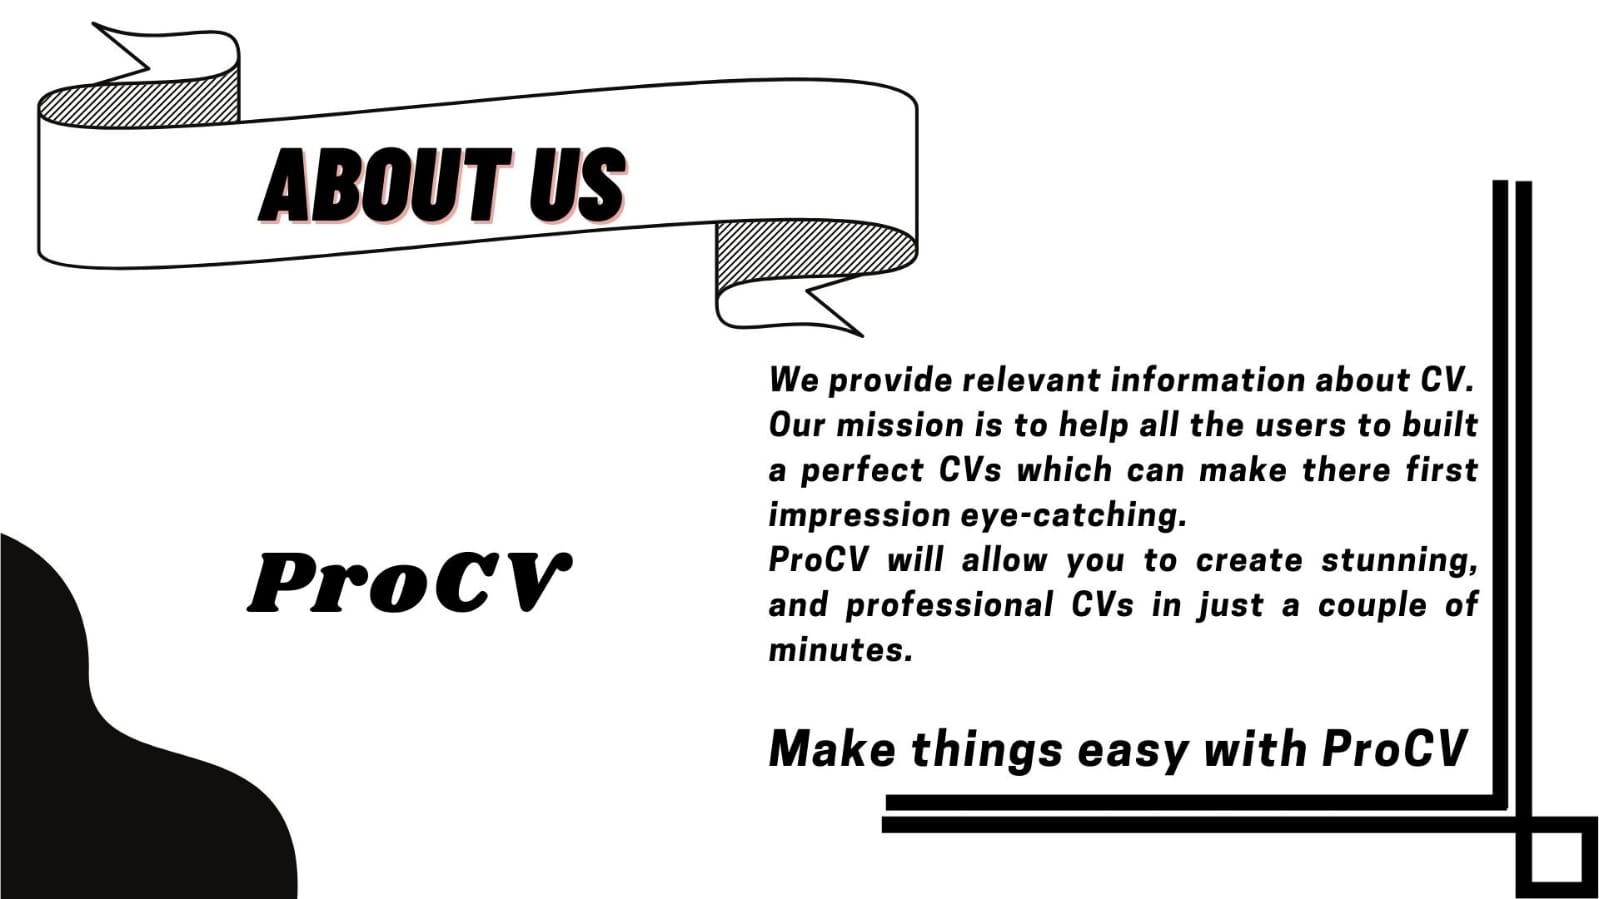 ABOUT US
We provide relevant information about CV.
Our mission is to help all the users to built
a perfect CVs which can make there first
impression eye-catching.
ProCV will allow you to create stunning,
and professional CVs in just a couple of
minutes.
ProCV
Make things easy with ProCV